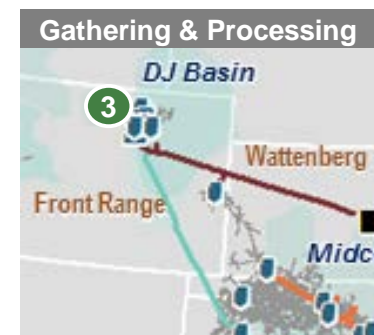 Gathering & Processing
DJ Basin
3
Wattenberg
Front Range
Midc